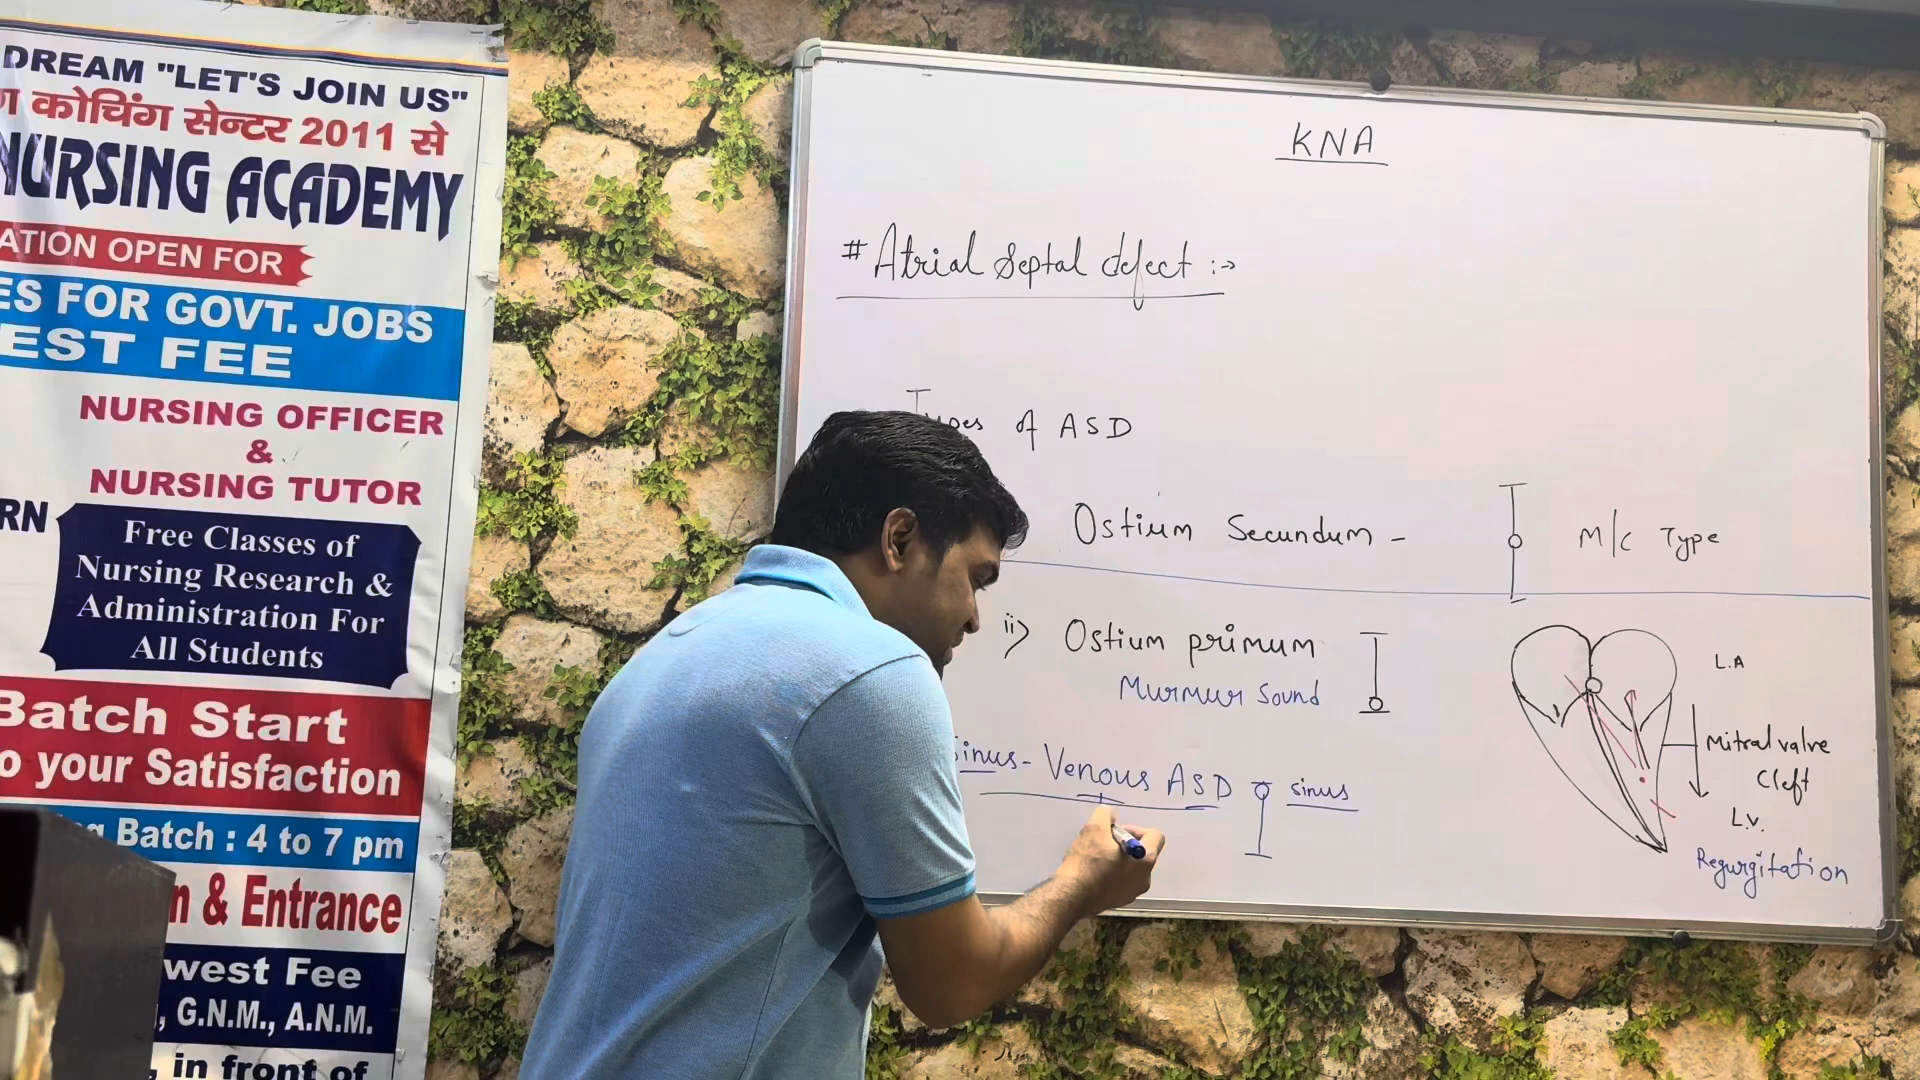 DREAM "LET'S JOIN US"
कोचिंग सेन्टर 2011 से
NURSING ACADEMY
ATION OPEN FOR
ES FOR GOVT. JOBS
EST FEE
NURSING OFFICER
&
NURSING TUTOR
RN
Free Classes of
Nursing Research &
Administration For
All Students
Batch Start
o your Satisfaction
Batch : 4 to 7 pm
n & Entrance
west Fee
, G.N.M., A.N.M.
, in front of
KNA
# Atrial Septal defect :→
Types of ASD
Ostium Secundum - M/c Type
ii> Ostium primum
Murmur Sound
Sinus-Venous ASD sinus
L.A
Mitral valve
Cleft
L.V.
Regurgitation